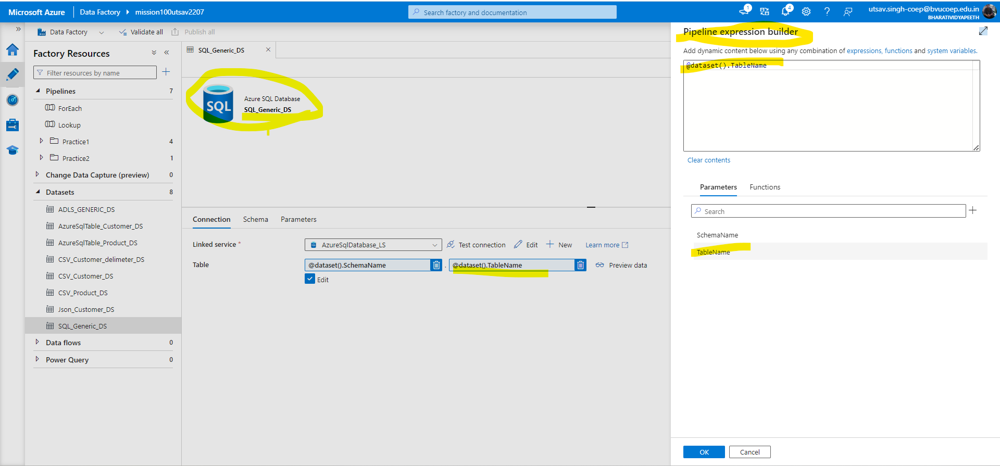 Microsoft Azure
Data Factory
mission100utsav2207
Search factory and documentation
1
4
utsav.singh-coep@bvucoep.edu.in
BHARATIVIDYAPEETH
Data Factory
Validate all
Publish all
Factory Resources
Filter resources by name
Pipelines 7
ForEach
Lookup
Practice1 4
Practice2 1
Change Data Capture (preview) 0
Datasets 8
ADLS_GENERIC_DS
AzureSqlTable_Customer_DS
AzureSqlTable_Product_DS
CSV_Customer_delimeter_DS
CSV_Customer_DS
CSV_Product_DS
Json_Customer_DS
SQL_Generic_DS
Data flows 0
Power Query 0
SQL_Generic_DS
SQL
Azure SQL Database
SQL_Generic_DS
Connection Schema Parameters
Linked service * AzureSqlDatabase_LS Test connection Edit New Learn more
Table @dataset().SchemaName . @dataset().TableName Preview data
Edit
Pipeline expression builder
Add dynamic content below using any combination of expressions, functions and system variables.
@dataset().TableName
Clear contents
Parameters Functions
Search
SchemaName
TableName
OK Cancel